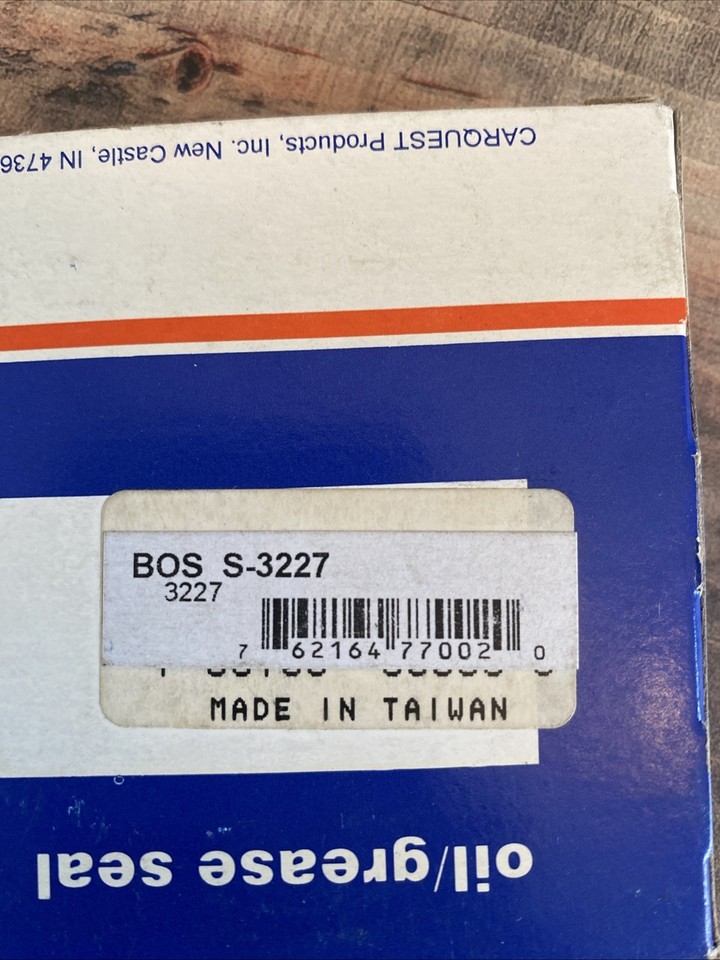 CARQUEST Products, Inc. New Castle, IN 4736
BOS S-3227
3227
7 62164 77002 0
MADE IN TAIWAN
oil/grease seal